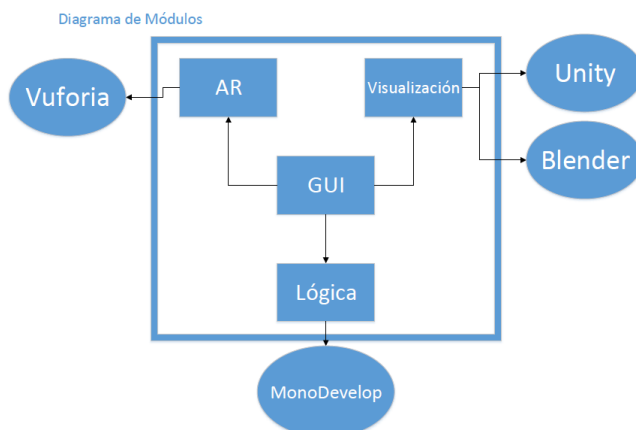 Diagrama de Módulos
Vuforia
AR
Visualización
Unity
Blender
GUI
Lógica
MonoDevelop